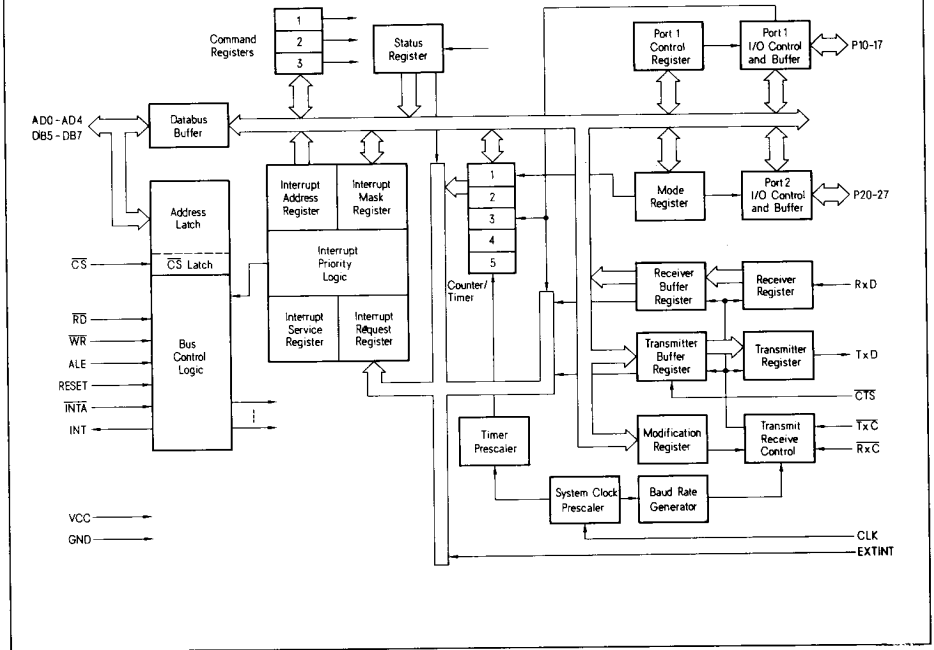 Command
Registers
1
2
3
Status
Register
Port 1
Control
Register
Port 1
I/O Control
and Buffer
P10-17
AD0-AD4
DB5-DB7
Databus
Buffer
Address
Latch
CS
CS Latch
RD
WR
ALE
RESET
INTA
INT
Bus
Control
Logic
VCC
GND
Interrupt
Address
Register
Interrupt
Mask
Register
Interrupt
Priority
Logic
Interrupt
Service
Register
Interrupt
Request
Register
1
2
3
4
5
Counter/
Timer
Mode
Register
Port 2
I/O Control
and Buffer
P20-27
Receiver
Buffer
Register
Receiver
Register
RxD
Transmitter
Buffer
Register
Transmitter
Register
TxD
CTS
Timer
Prescaler
Modification
Register
Transmit
Receive
Control
TxC
RxC
System Clock
Prescaler
Baud Rate
Generator
CLK
EXTINT